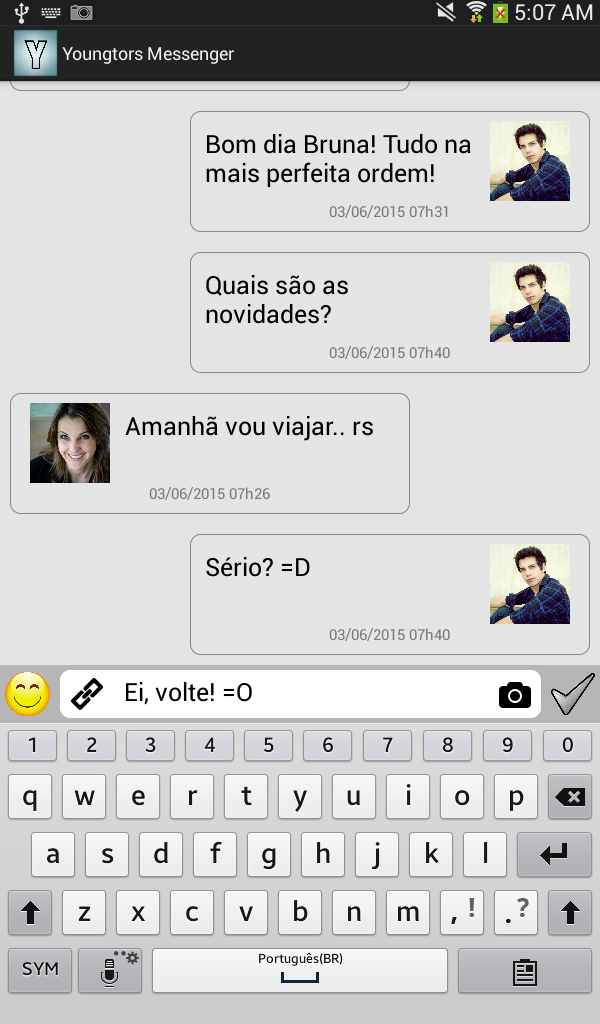 5:07 AM
Y Youngtors Messenger
Bom dia Bruna! Tudo na
mais perfeita ordem!
03/06/2015 07h31
Quais são as
novidades?
03/06/2015 07h40
Amanhã vou viajar.. rs
03/06/2015 07h26
Sério? =D
03/06/2015 07h40
Ei, volte! =O
1 2 3 4 5 6 7 8 9 0
q w e r t y u i o p
a s d f g h j k l
z x c v b n m , ! . ?
SYM Português(BR)